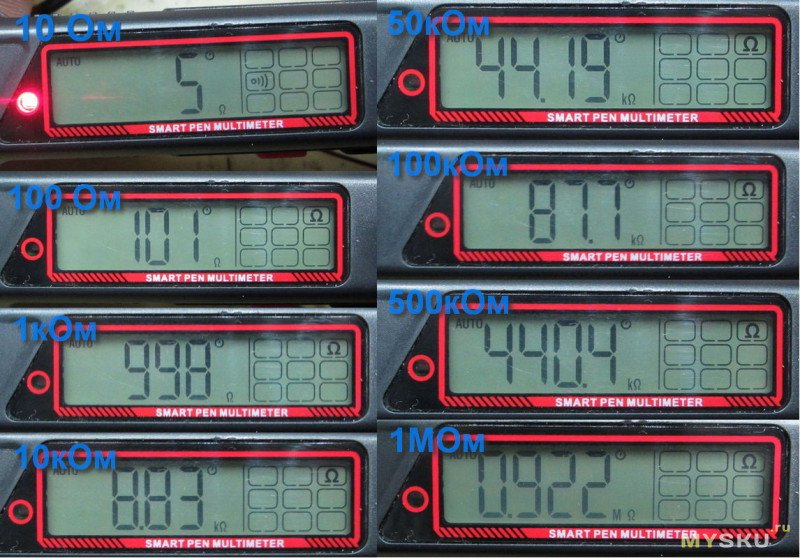 10 Ом
AUTO
5
Ω
SMART PEN MULTIMETER
100 Ом
AUTO
101
Ω
Ω
SMART PEN MULTIMETER
1кОм
AUTO
998
Ω
Ω
SMART PEN MULTIMETER
10кОм
AUTO
8.83
kΩ
Ω
SMART PEN MULTIMETER
50кОм
44.19
kΩ
Ω
SMART PEN MULTIMETER
100кОм
AUTO
87.7
kΩ
Ω
SMART PEN MULTIMETER
500кОм
AUTO
440.4
kΩ
Ω
SMART PEN MULTIMETER
1МОм
AUTO
0.922
MΩ
Ω
SMART PEN MULTIMETER
MYSKU.ru